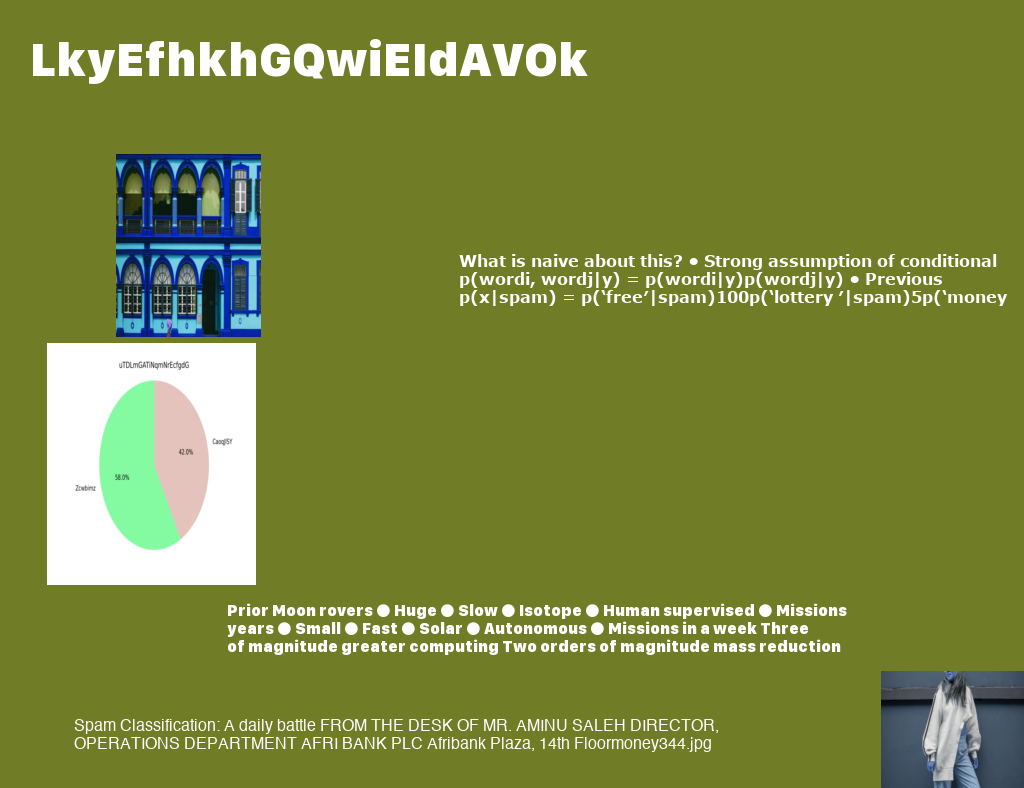 LkyEfhkhGQwiEIdAVOk
What is naive about this? ● Strong assumption of conditional
p(wordi, wordj|y) = p(wordi|y)p(wordj|y) ● Previous
p(x|spam) = p(‘free’|spam)100p(‘lottery ’|spam)5p(‘money
uTDLmGATiNqmNrEcfgdG
CaoqJlSY
42.0%
58.0%
Zcwbimz
Prior Moon rovers ● Huge ● Slow ● Isotope ● Human supervised ● Missions
years ● Small ● Fast ● Solar ● Autonomous ● Missions in a week Three
of magnitude greater computing Two orders of magnitude mass reduction
Spam Classification: A daily battle FROM THE DESK OF MR. AMINU SALEH DIRECTOR,
OPERATIONS DEPARTMENT AFRI BANK PLC Afribank Plaza, 14th Floormoney344.jpg